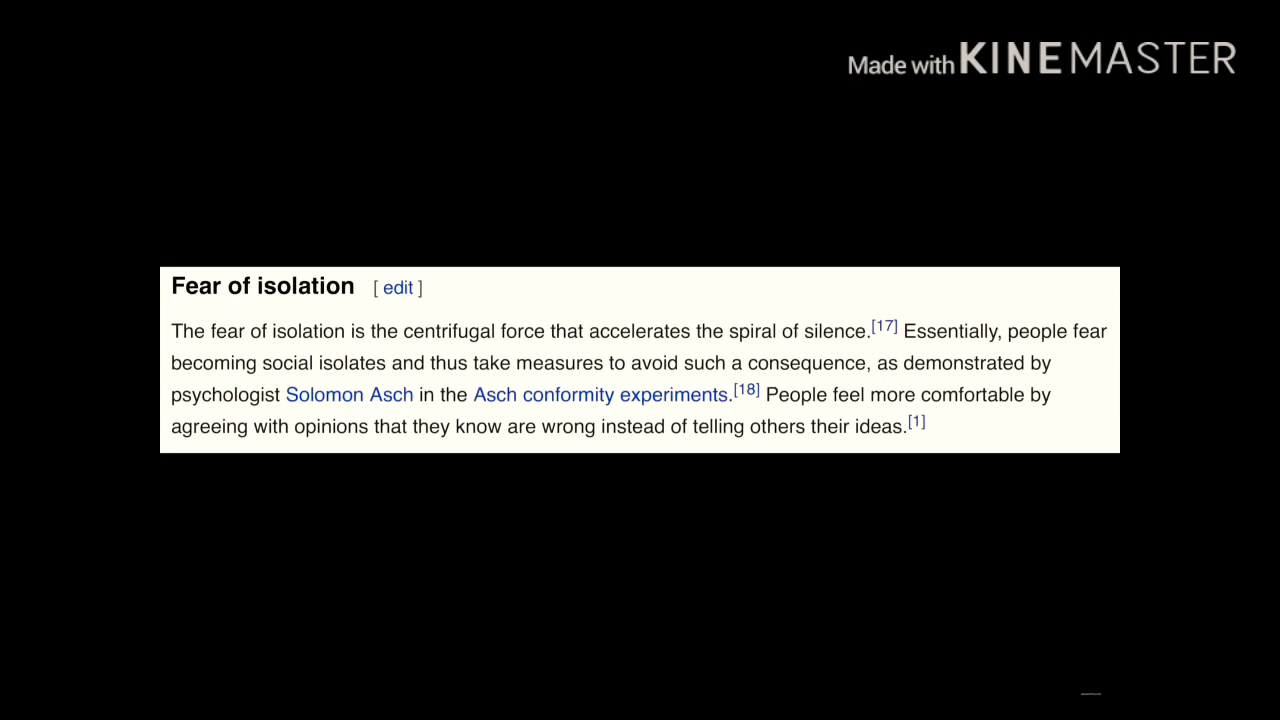 Made with KINEMASTER
Fear of isolation [ edit ]
The fear of isolation is the centrifugal force that accelerates the spiral of silence.[17] Essentially, people fear
becoming social isolates and thus take measures to avoid such a consequence, as demonstrated by
psychologist Solomon Asch in the Asch conformity experiments.[18] People feel more comfortable by
agreeing with opinions that they know are wrong instead of telling others their ideas.[1]